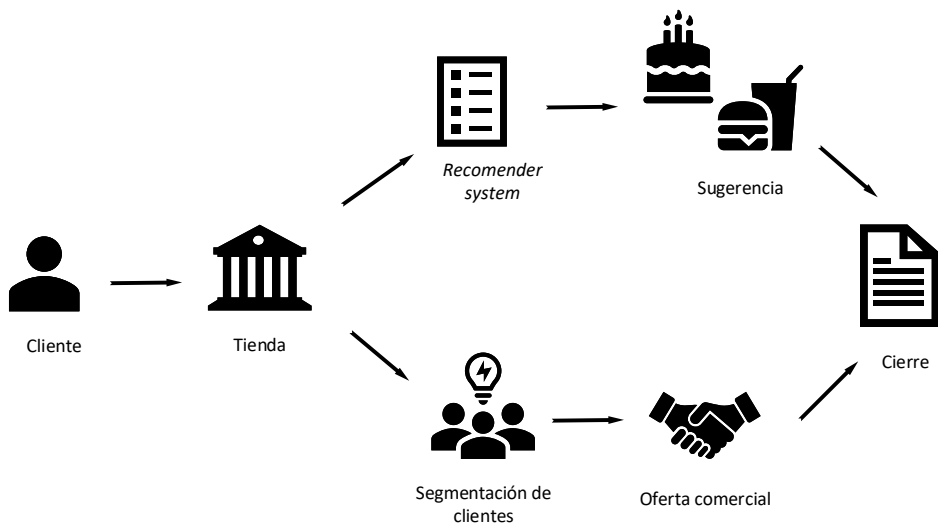 Recomender
system
Sugerencia
Cliente
Tienda
Cierre
Segmentación de
clientes
Oferta comercial